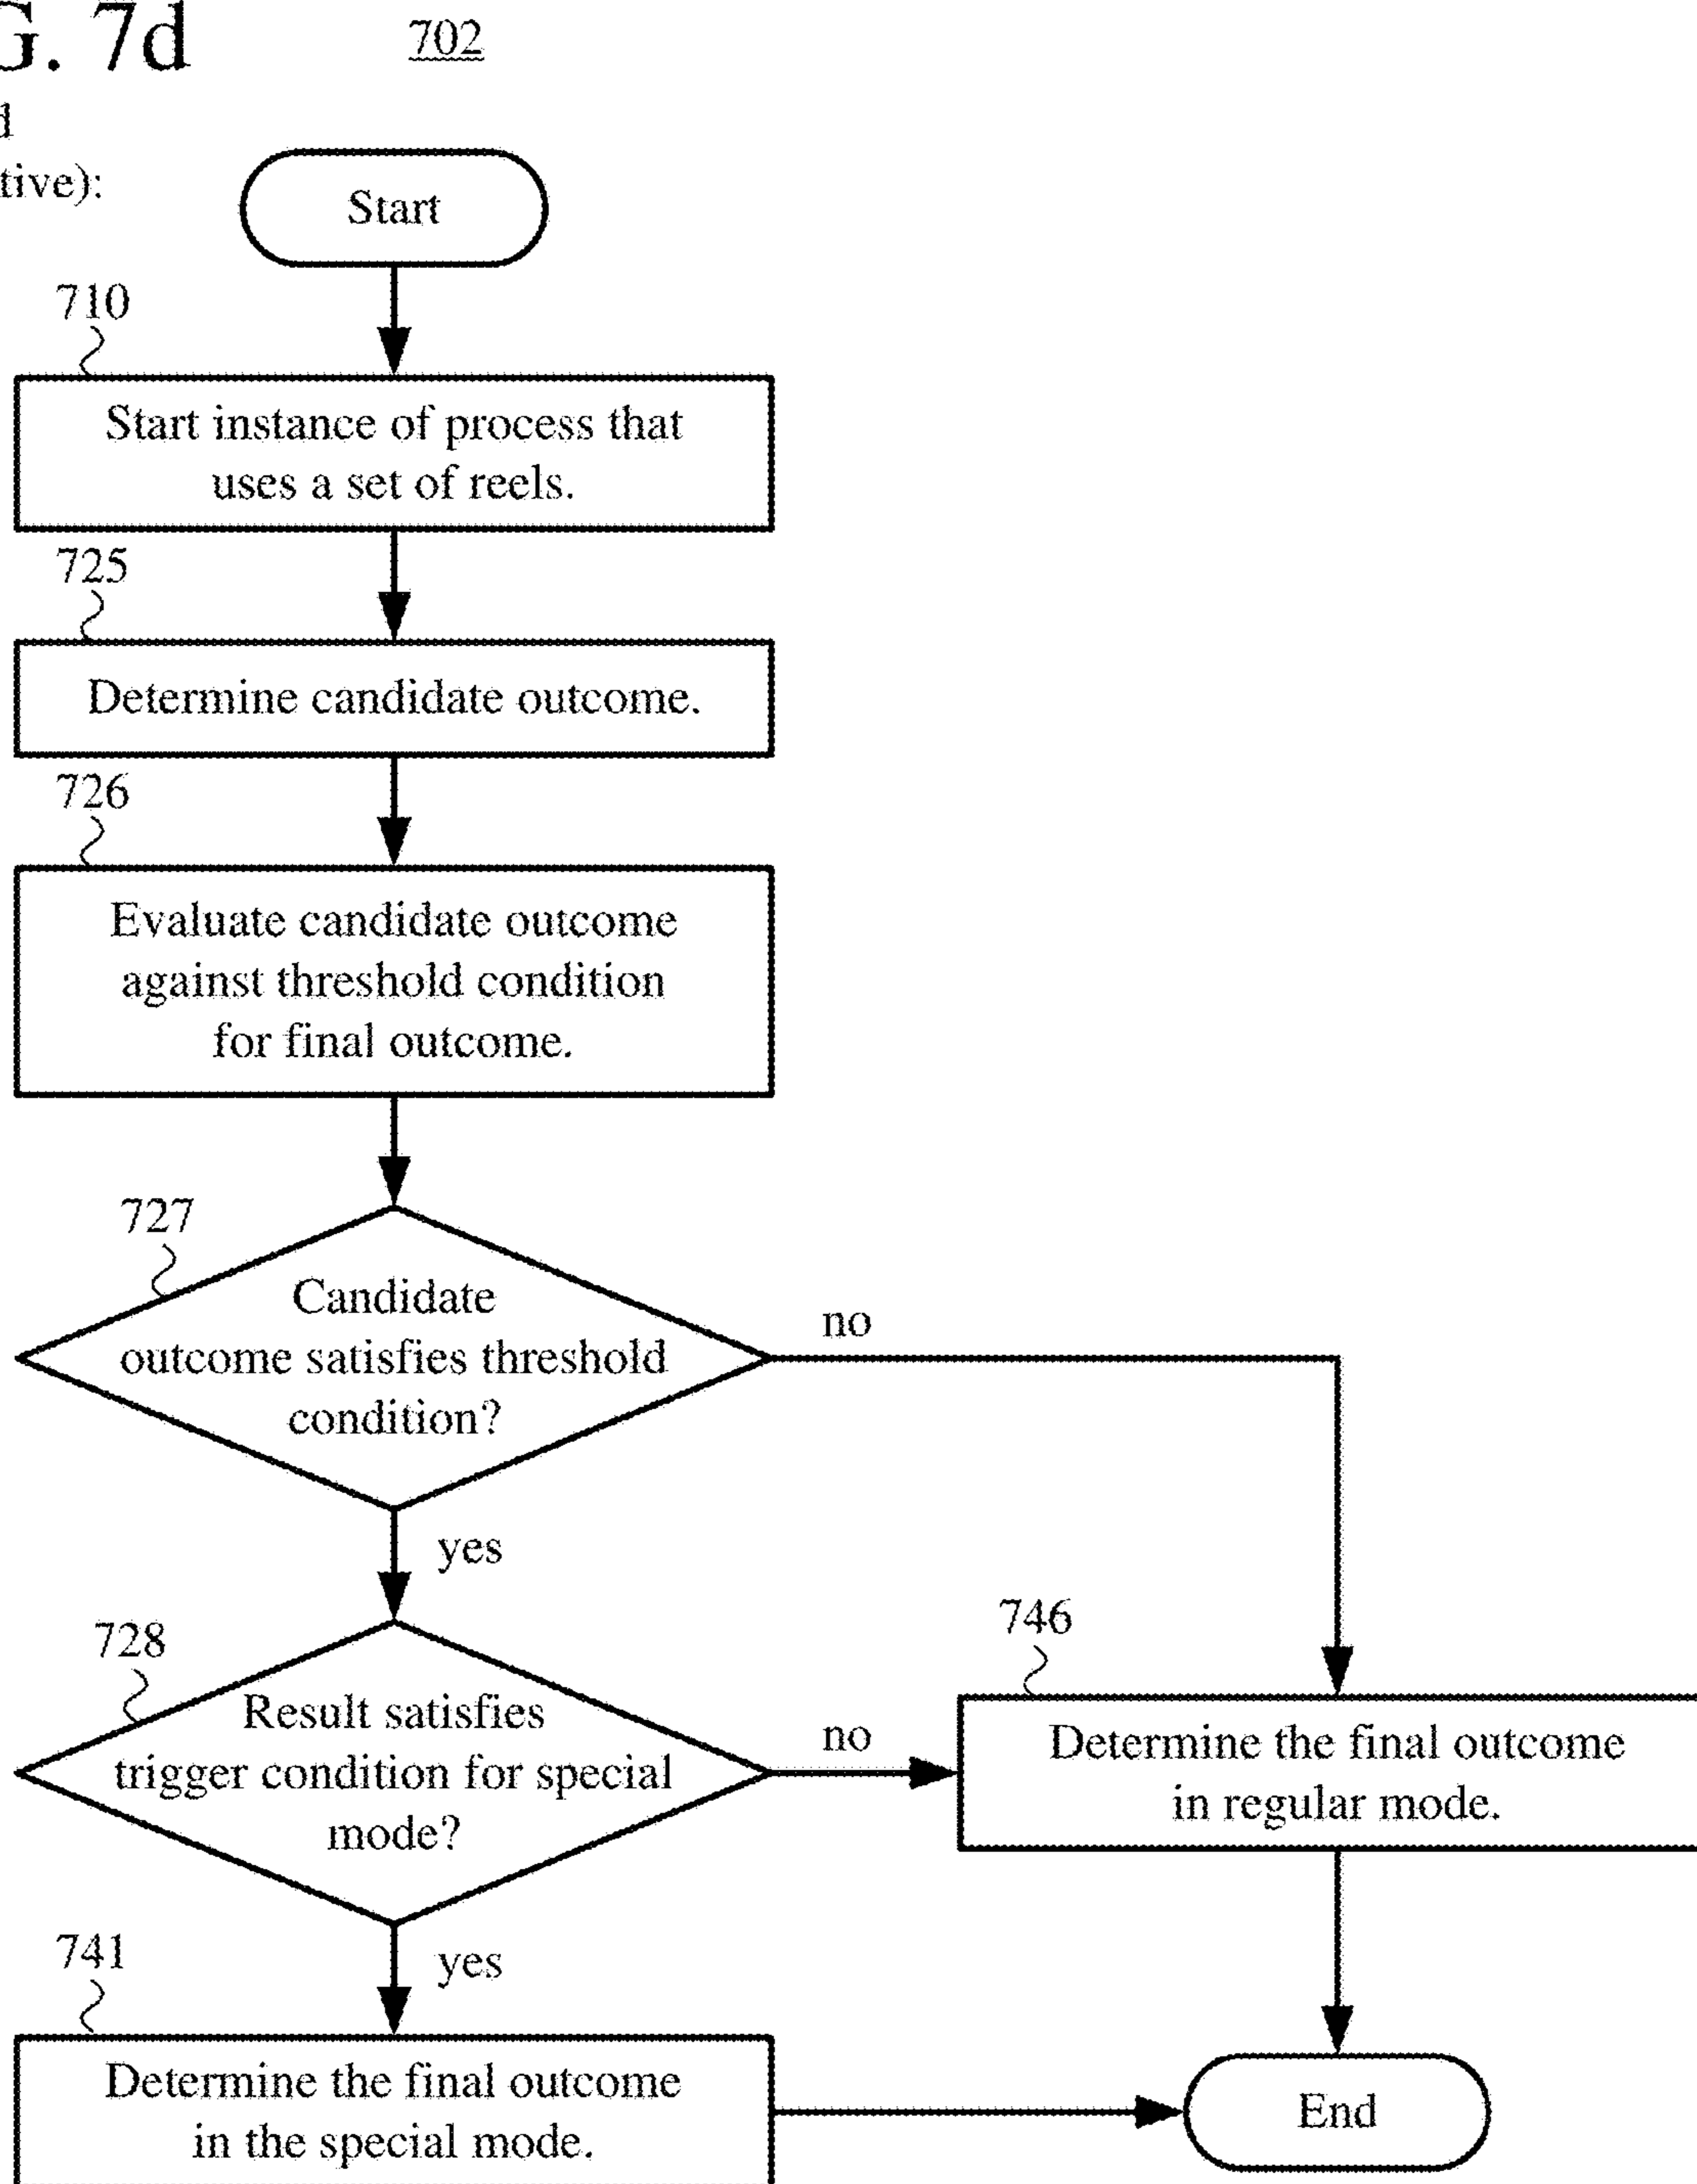 G. 7d
702
d
tive):
Start
710
Start instance of process that
uses a set of reels.
725
Determine candidate outcome.
726
Evaluate candidate outcome
against threshold condition
for final outcome.
727
Candidate
outcome satisfies threshold
condition?
no
yes
728
Result satisfies
trigger condition for special
mode?
no
746
Determine the final outcome
in regular mode.
yes
741
Determine the final outcome
in the special mode.
End